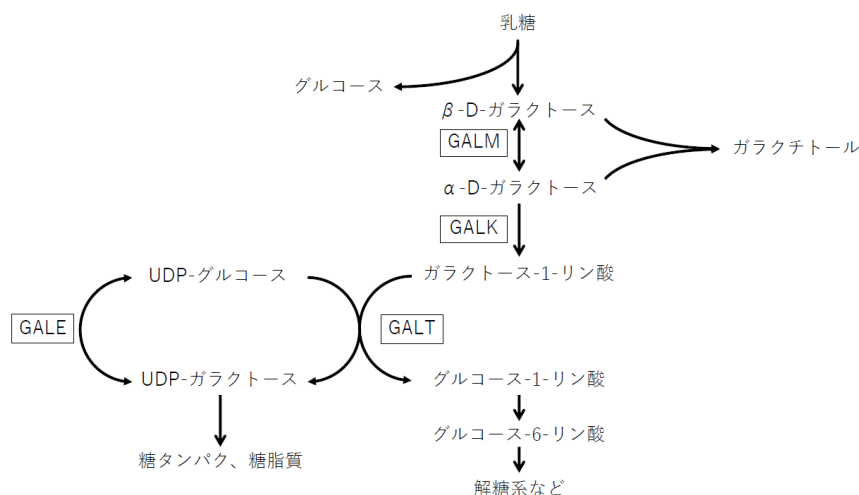 乳糖
グルコース
β-D-ガラクトース
GALM
ガラクチトール
α-D-ガラクトース
GALK
UDP-グルコース
ガラクトース-1-リン酸
GALE
GALT
UDP-ガラクトース
グルコース-1-リン酸
グルコース-6-リン酸
糖タンパク、糖脂質
解糖系など